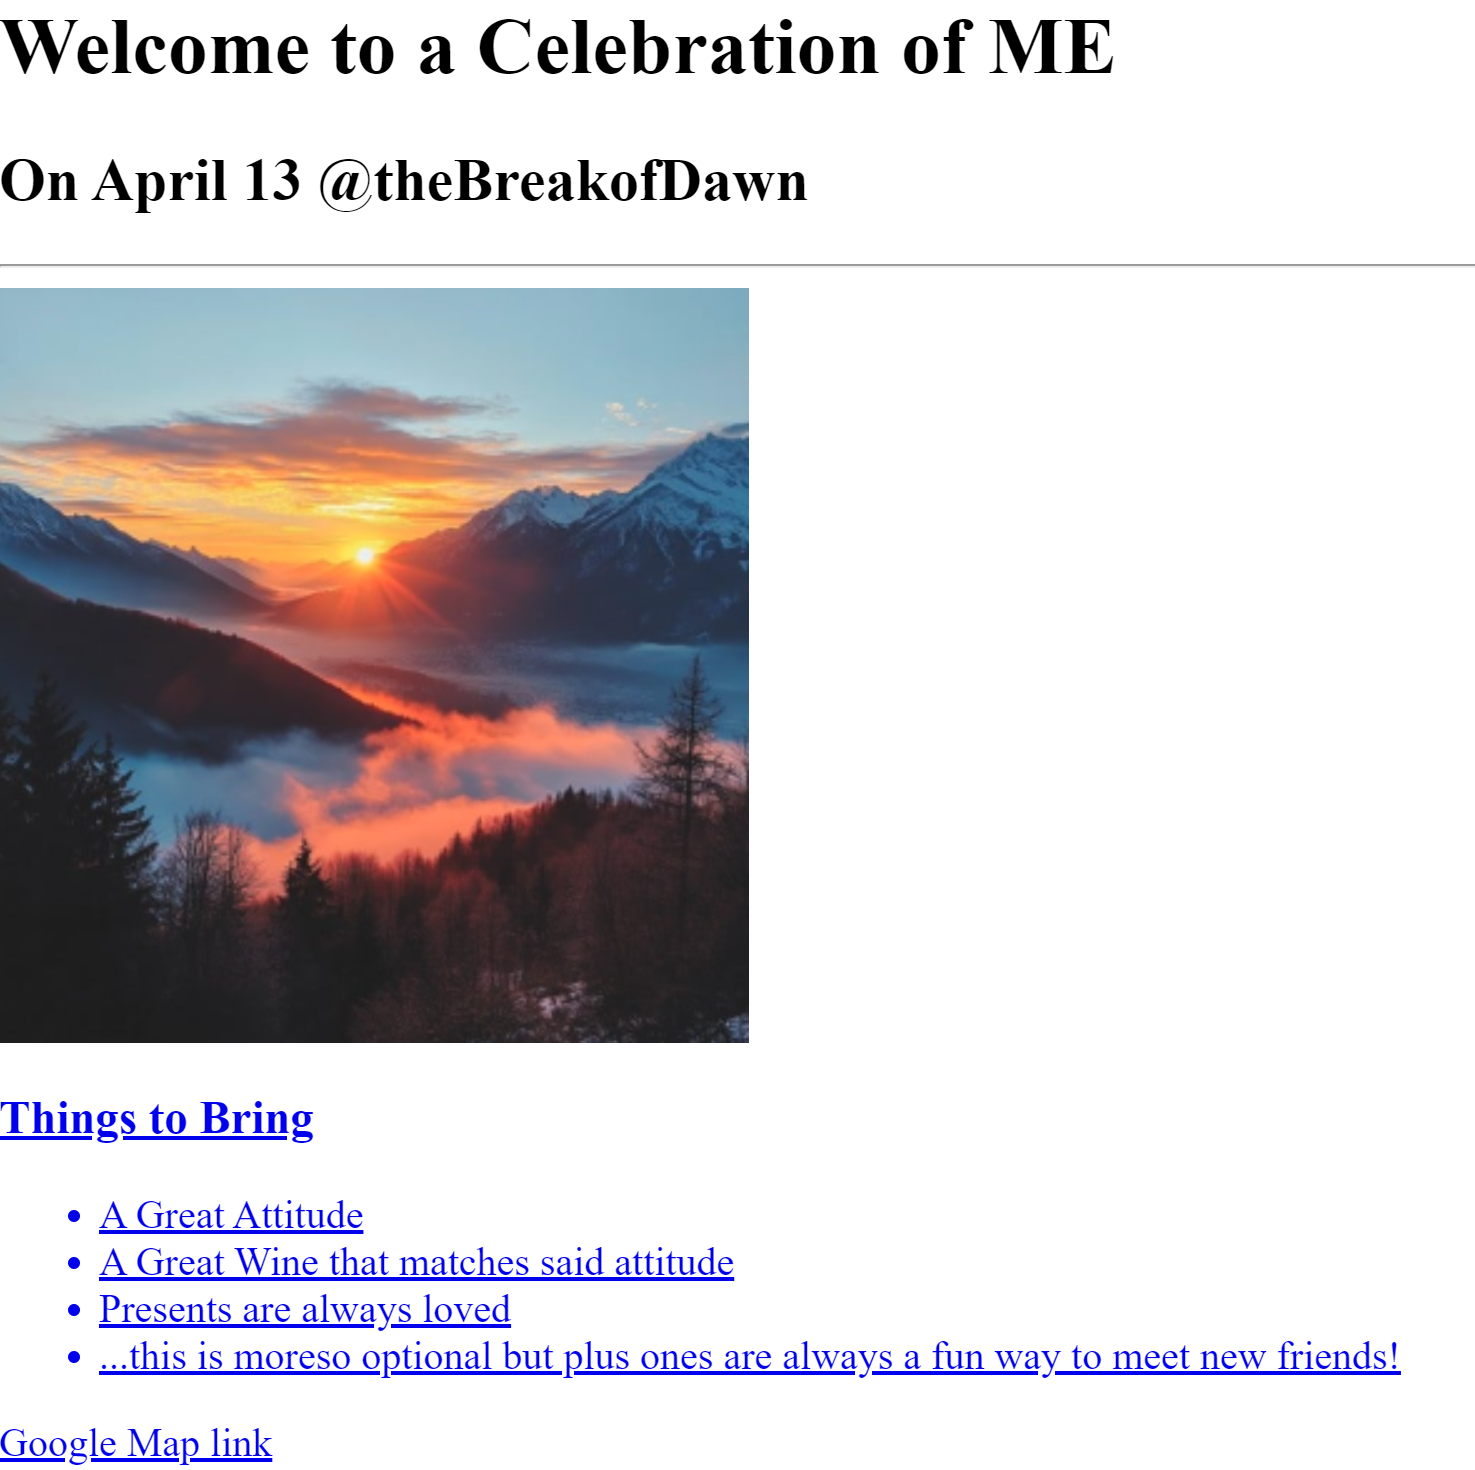 Welcome to a Celebration of ME
On April 13 @theBreakofDawn
Things to Bring
A Great Attitude
A Great Wine that matches said attitude
Presents are always loved
...this is moreso optional but plus ones are always a fun way to meet new friends!
Google Map link